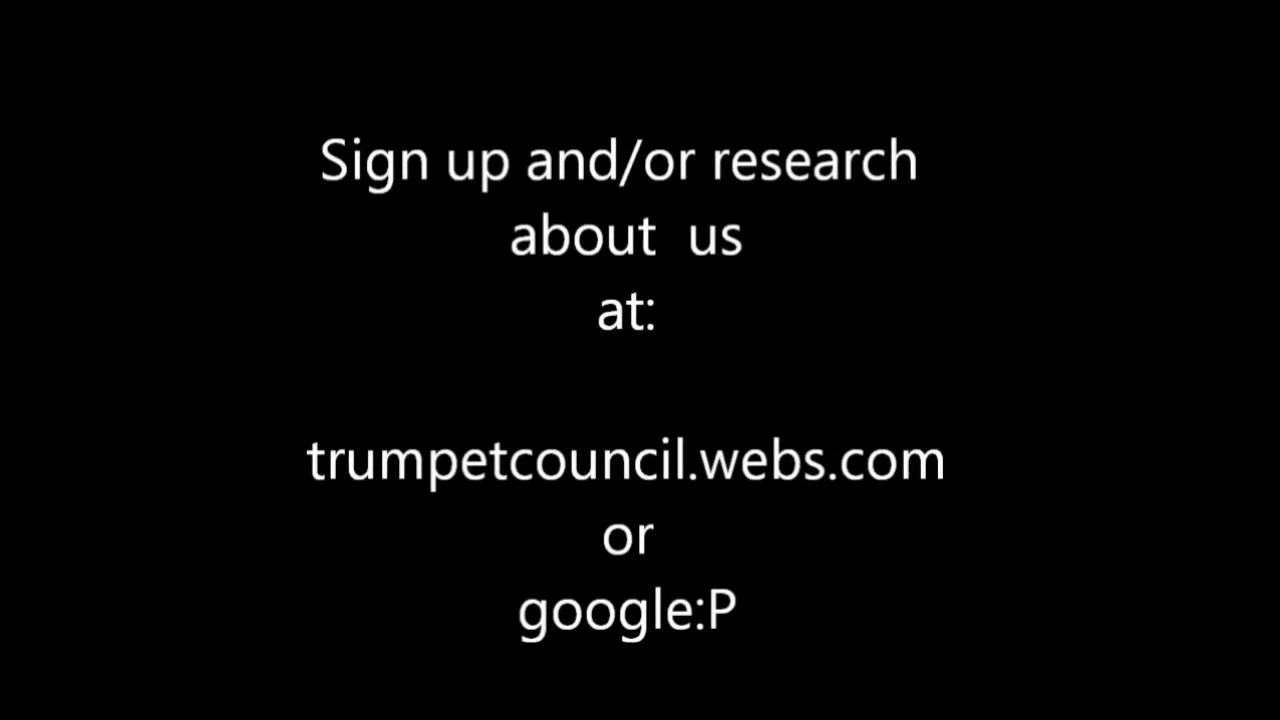 Sign up and/or research
about us
at:
trumpetcouncil.webs.com
or
google:P